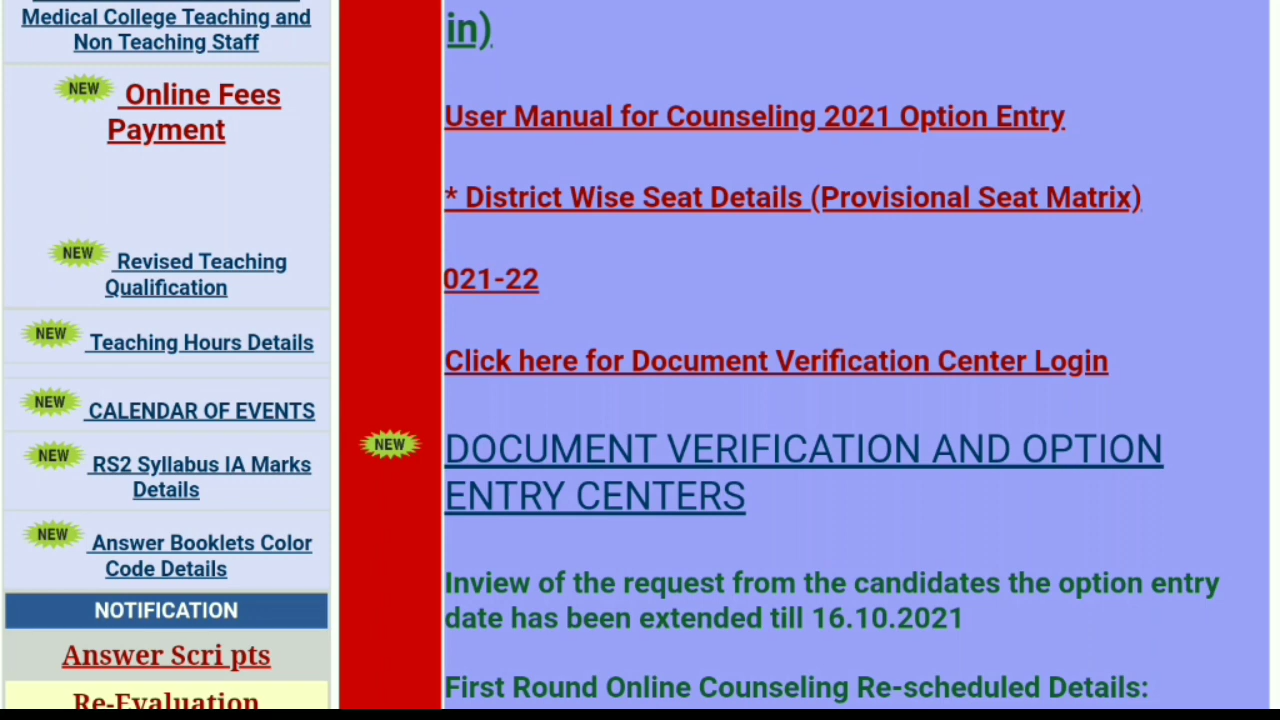 Medical College Teaching and
Non Teaching Staff
NEW Online Fees
Payment
NEW Revised Teaching
Qualification
NEW Teaching Hours Details
NEW CALENDAR OF EVENTS
NEW RS2 Syllabus IA Marks
Details
NEW Answer Booklets Color
Code Details
NOTIFICATION
Answer Scri pts
Re-Evaluation
in)
User Manual for Counseling 2021 Option Entry
* District Wise Seat Details (Provisional Seat Matrix)
021-22
Click here for Document Verification Center Login
NEW DOCUMENT VERIFICATION AND OPTION
ENTRY CENTERS
Inview of the request from the candidates the option entry
date has been extended till 16.10.2021
First Round Online Counseling Re-scheduled Details: